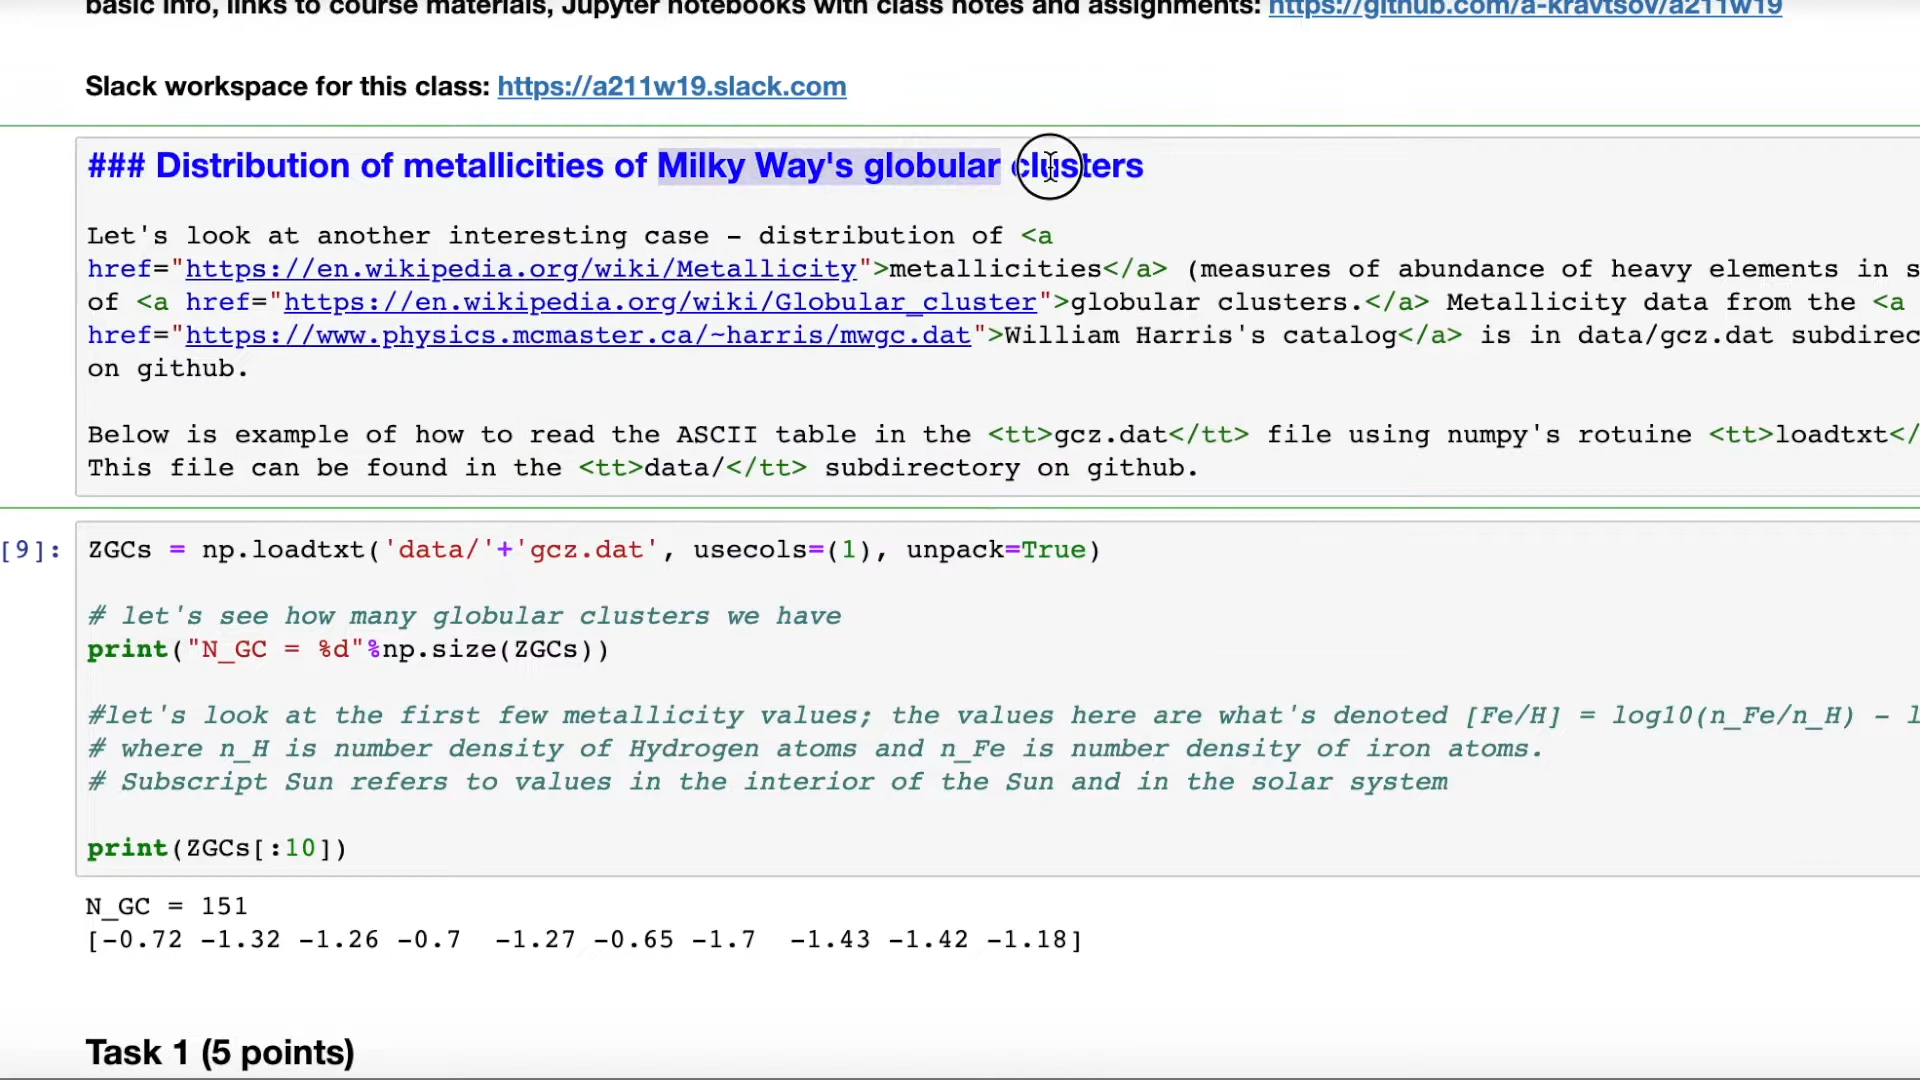 basic info, links to course materials, Jupyter notebooks with class notes and assignments: https://github.com/a-kravtsov/a211w19
Slack workspace for this class: https://a211w19.slack.com
### Distribution of metallicities of Milky Way's globular clusters
Let's look at another interesting case - distribution of <a
href="https://en.wikipedia.org/wiki/Metallicity">metallicities</a> (measures of abundance of heavy elements in s
of <a href="https://en.wikipedia.org/wiki/Globular_cluster">globular clusters.</a> Metallicity data from the <a
href="https://www.physics.mcmaster.ca/~harris/mwgc.dat">William Harris's catalog</a> is in data/gcz.dat subdirec
on github.
Below is example of how to read the ASCII table in the <tt>gcz.dat</tt> file using numpy's rotuine <tt>loadtxt</
This file can be found in the <tt>data/</tt> subdirectory on github.
[9]: ZGCs = np.loadtxt('data/'+'gcz.dat', usecols=(1), unpack=True)
# let's see how many globular clusters we have
print("N_GC = %d"%np.size(ZGCs))
#let's look at the first few metallicity values; the values here are what's denoted [Fe/H] = log10(n_Fe/n_H) - l
# where n_H is number density of Hydrogen atoms and n_Fe is number density of iron atoms.
# Subscript Sun refers to values in the interior of the Sun and in the solar system
print(ZGCs[:10])
N_GC = 151
[-0.72 -1.32 -1.26 -0.7  -1.27 -0.65 -1.7  -1.43 -1.42 -1.18]
Task 1 (5 points)